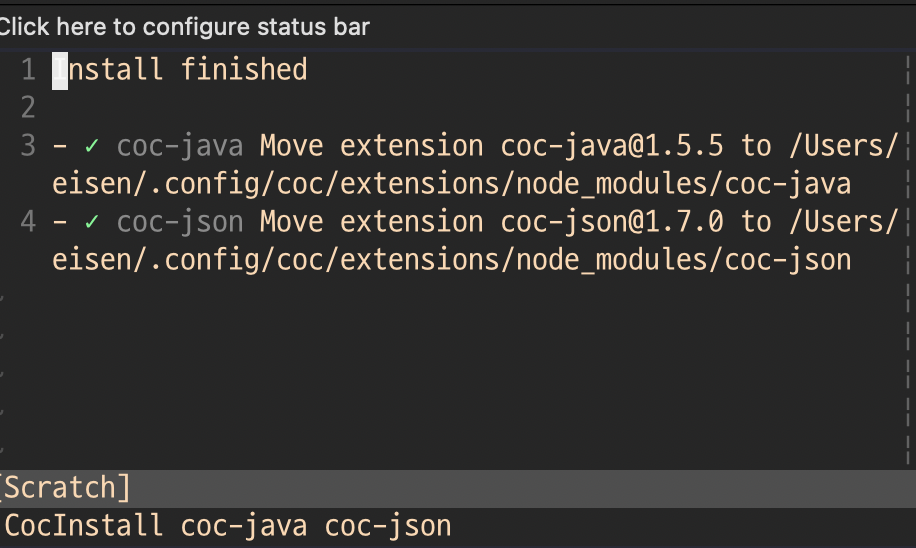 Click here to configure status bar
1 Install finished
2
3 - ✓ coc-java Move extension coc-java@1.5.5 to /Users/
eisen/.config/coc/extensions/node_modules/coc-java
4 - ✓ coc-json Move extension coc-json@1.7.0 to /Users/
eisen/.config/coc/extensions/node_modules/coc-json
[Scratch]
CocInstall coc-java coc-json